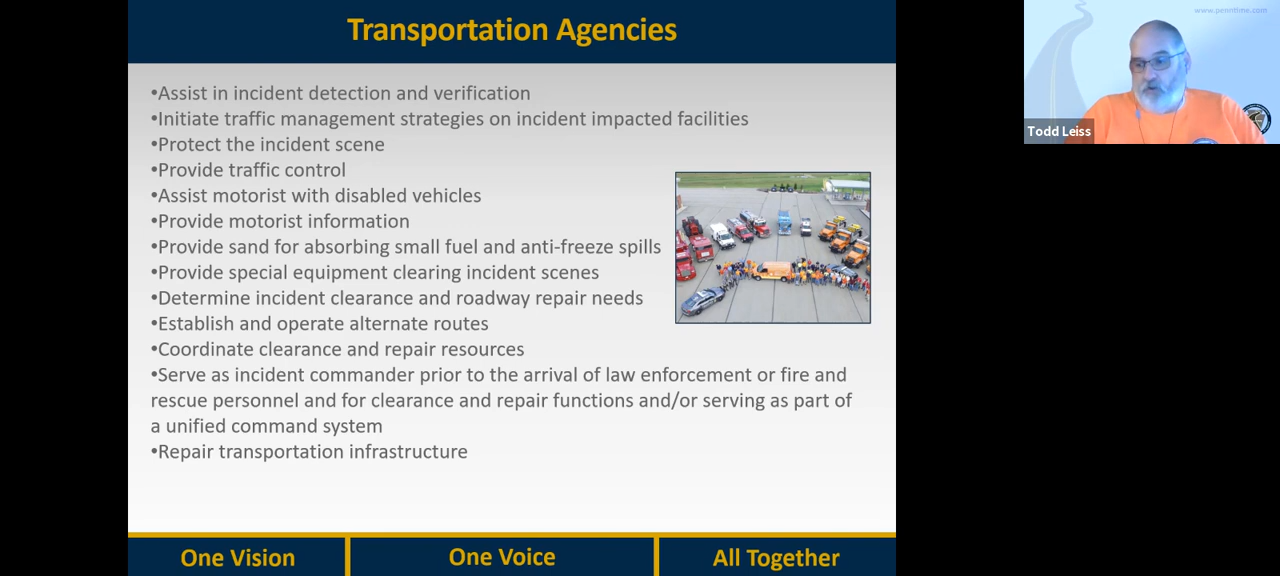 Transportation Agencies
•Assist in incident detection and verification
•Initiate traffic management strategies on incident impacted facilities
•Protect the incident scene
•Provide traffic control
•Assist motorist with disabled vehicles
•Provide motorist information
•Provide sand for absorbing small fuel and anti-freeze spills
•Provide special equipment clearing incident scenes
•Determine incident clearance and roadway repair needs
•Establish and operate alternate routes
•Coordinate clearance and repair resources
•Serve as incident commander prior to the arrival of law enforcement or fire and
rescue personnel and for clearance and repair functions and/or serving as part of
a unified command system
•Repair transportation infrastructure
One Vision
One Voice
All Together
www.penntime.com
Todd Leiss